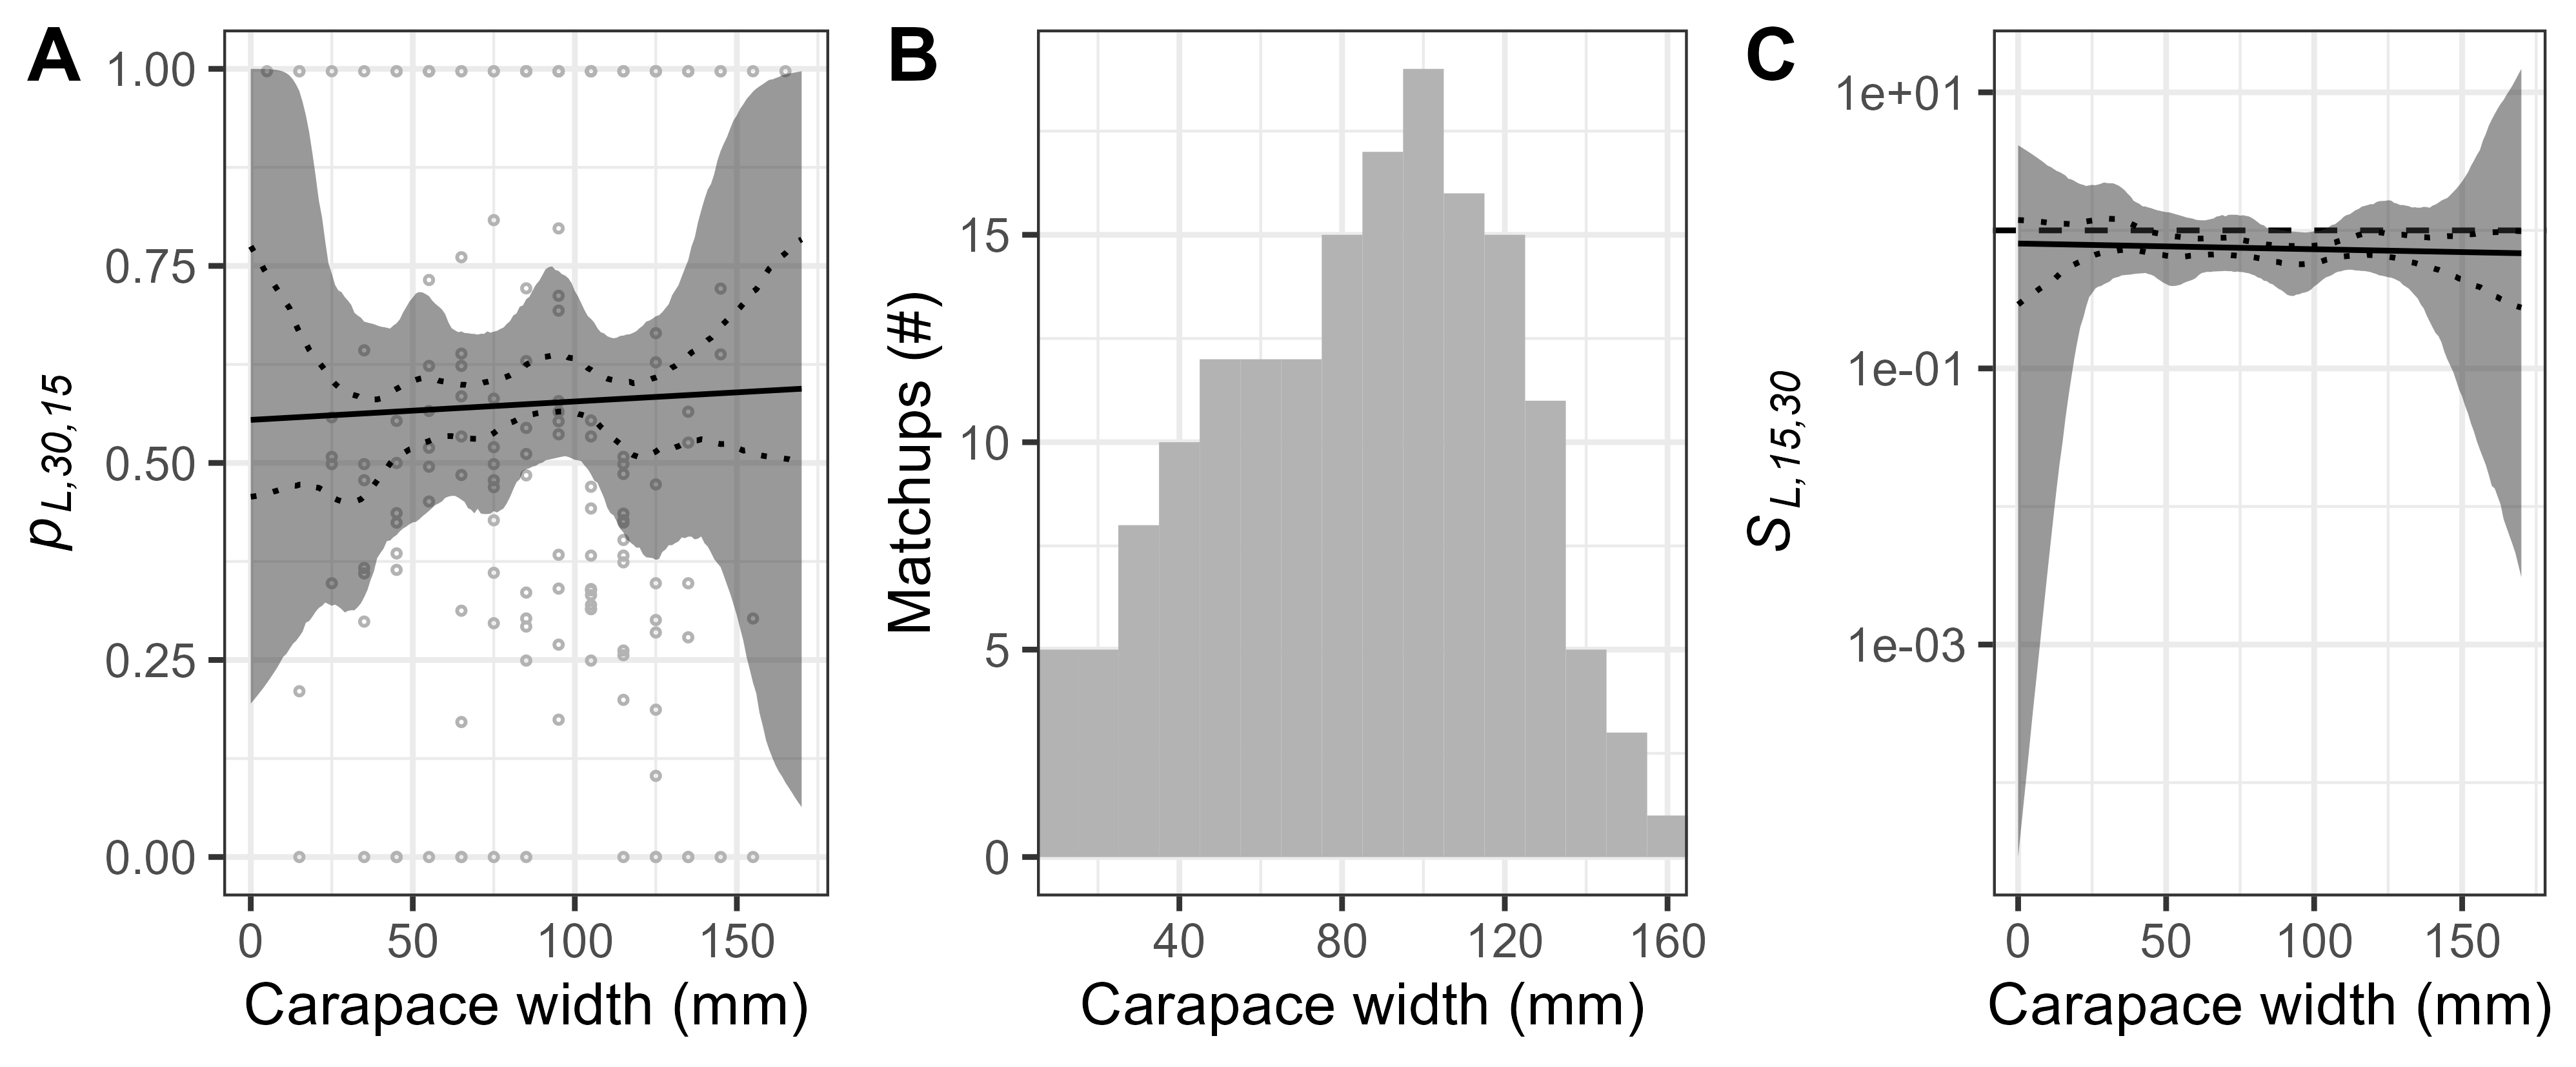 A
1.00
0.75
0.50
0.25
0.00
p L,30,15
0 50 100 150
Carapace width (mm)
B
15
10
5
0
Matchups (#)
40 80 120 160
Carapace width (mm)
C
1e+01
1e-01
1e-03
S L,15,30
0 50 100 150
Carapace width (mm)